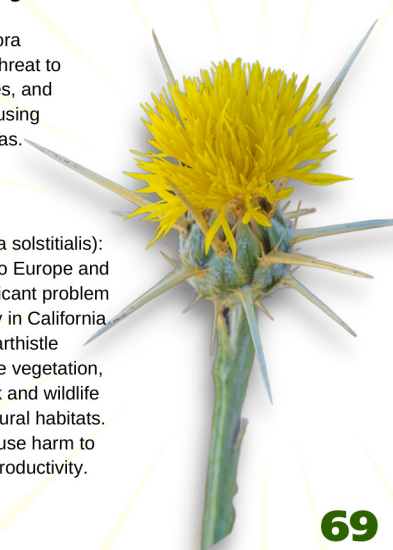 ora
hreat to
es, and
using
as.
a solstitialis):
o Europe and
icant problem
y in California
arthistle
e vegetation,
k and wildlife
ural habitats.
use harm to
roductivity.
69